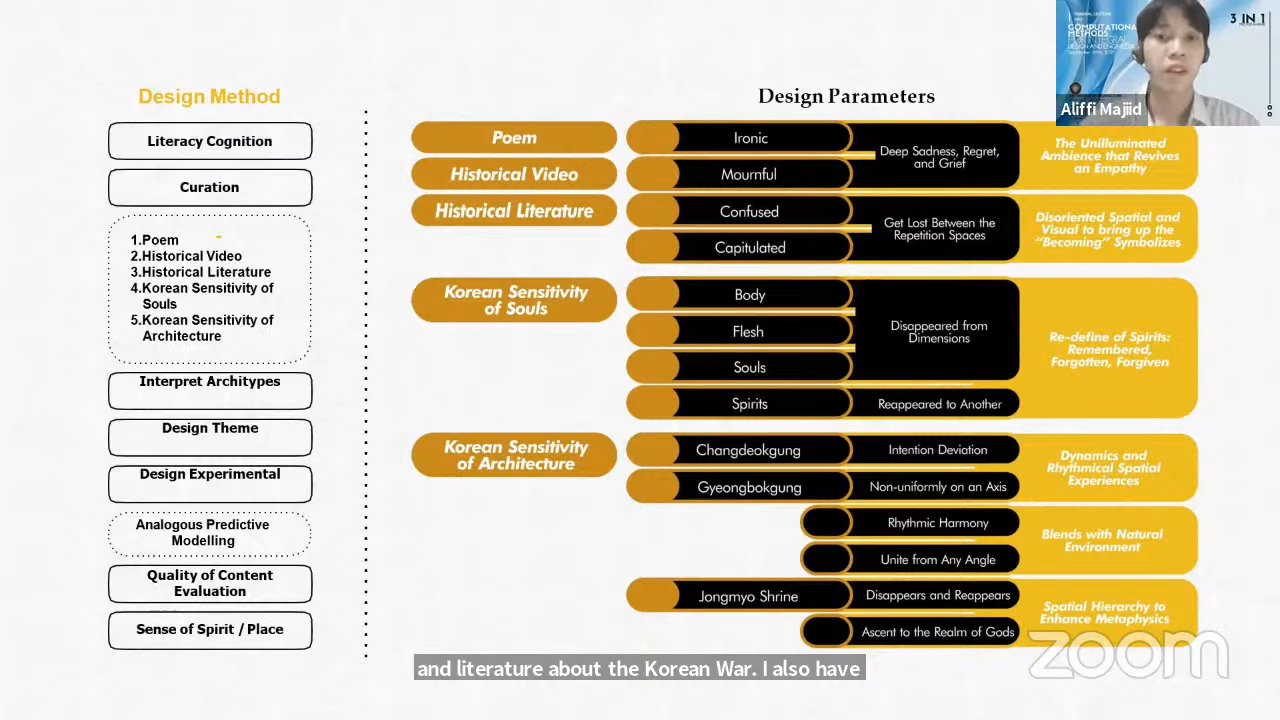 GENERAL LECTURE
COMPUTATIONAL
METHODS
3 IN 1
Aliffi Majiid
Design Method
Literacy Cognition
Curation
1.Poem
2.Historical Video
3.Historical Literature
4.Korean Sensitivity of
Souls
5.Korean Sensitivity of
Architecture
Interpret Architypes
Design Theme
Design Experimental
Analogous Predictive
Modelling
Quality of Content
Evaluation
Sense of Spirit / Place
Design Parameters
Poem
Historical Video
Historical Literature
Ironic
Mournful
Deep Sadness, Regret,
and Grief
The Unilluminated
Ambience that Revives
an Empathy
Confused
Capitulated
Get Lost Between the
Repetition Spaces
Disoriented Spatial and
Visual to bring up the
“Becoming” Symbolizes
Korean Sensitivity
of Souls
Body
Flesh
Souls
Disappeared from
Dimensions
Spirits
Reappeared to Another
Re-define of Spirits:
Remembered,
Forgotten, Forgiven
Korean Sensitivity
of Architecture
Changdeokgung
Intention Deviation
Gyeongbokgung
Non-uniformly on an Axis
Dynamics and
Rhythmical Spatial
Experiences
Rhythmic Harmony
Unite from Any Angle
Blends with Natural
Environment
Jongmyo Shrine
Disappears and Reappears
Ascent to the Realm of Gods
Spatial Hierarchy to
Enhance Metaphysics
zoom
and literature about the Korean War. I also have